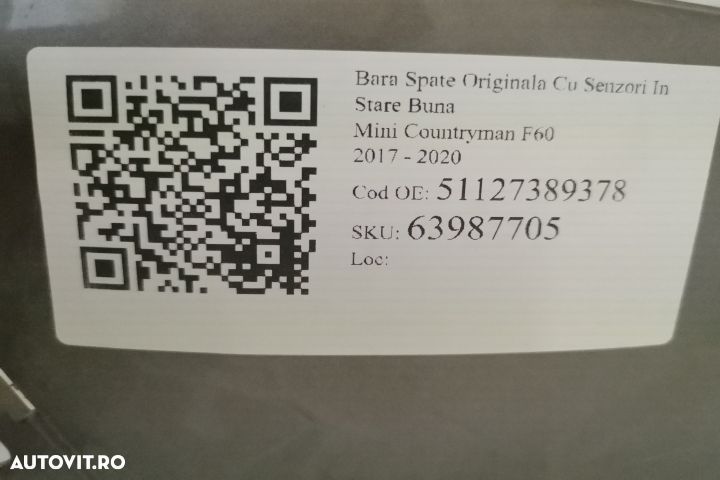 Bara Spate Originala Cu Senzori In
Stare Buna
Mini Countryman F60
2017 - 2020
Cod OE: 51127389378
SKU: 63987705
Loc:
AUTOVIT.RO